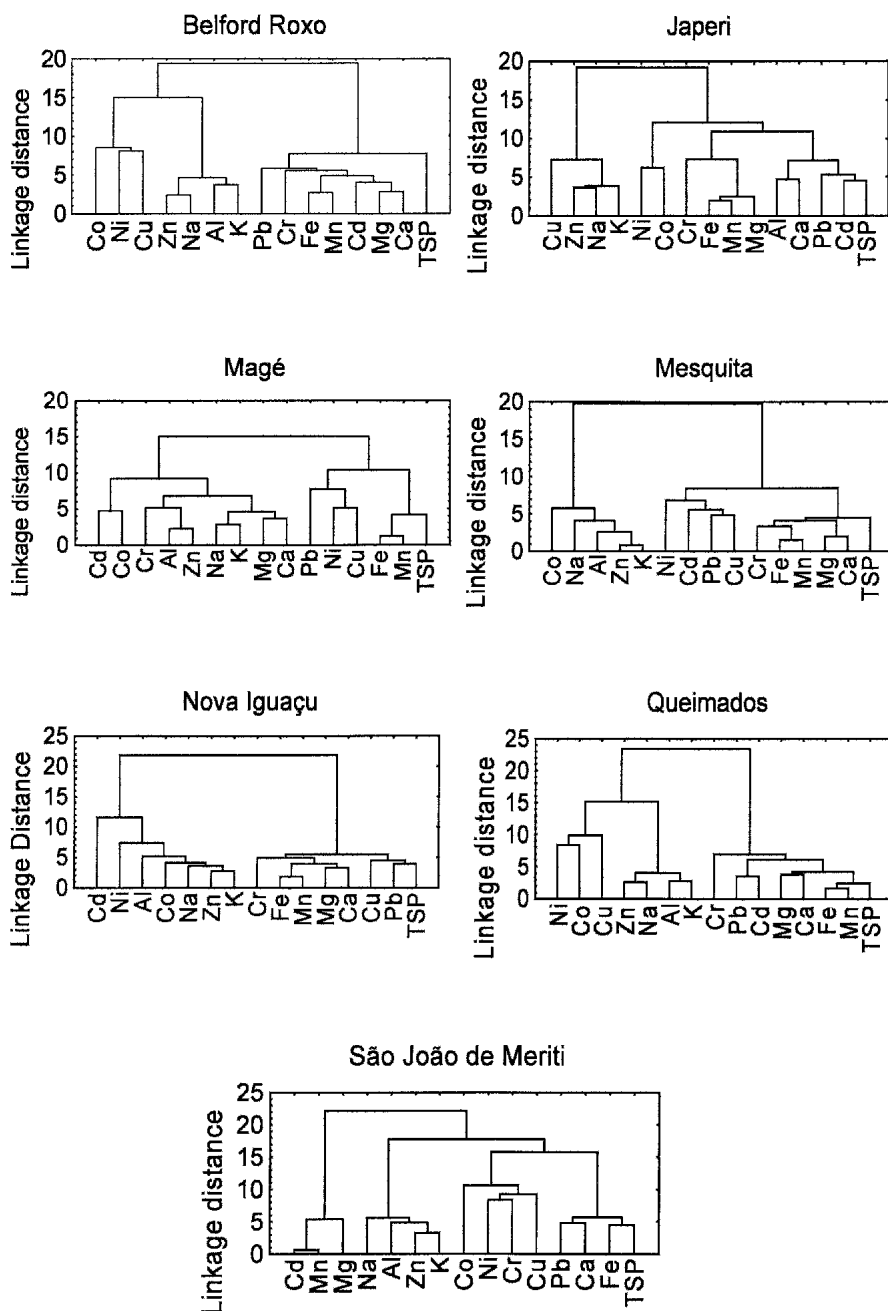 Belford Roxo
Linkage distance
20
15
10
5
0
Co Ni Cu Zn Na Al K Pb Cr Fe Mn Cd Mg Ca TSP
Japeri
Linkage distance
20
15
10
5
0
Cu Zn Na K Ni Co Cr Fe Mn Mg Al Ca Pb Cd TSP
Magé
Linkage distance
20
15
10
5
0
Cd Co Cr Al Zn Na K Mg Ca Pb Ni Cu Fe Mn TSP
Mesquita
Linkage distance
20
15
10
5
0
Co Na Al Zn K Ni Cd Pb Cu Cr Fe Mn Mg Ca TSP
Nova Iguaçu
Linkage Distance
25
20
15
10
5
0
Cd Ni Al Co Na Zn K Cr Fe Mn Mg Ca Cu Pb TSP
Queimados
Linkage distance
25
20
15
10
5
0
Ni Co Cu Zn Na Al K Cr Pb Cd Mg Ca Fe Mn TSP
São João de Meriti
Linkage distance
25
20
15
10
5
0
Cd Mn Mg Na Al Zn K Co Ni Cr Cu Pb Ca Fe TSP